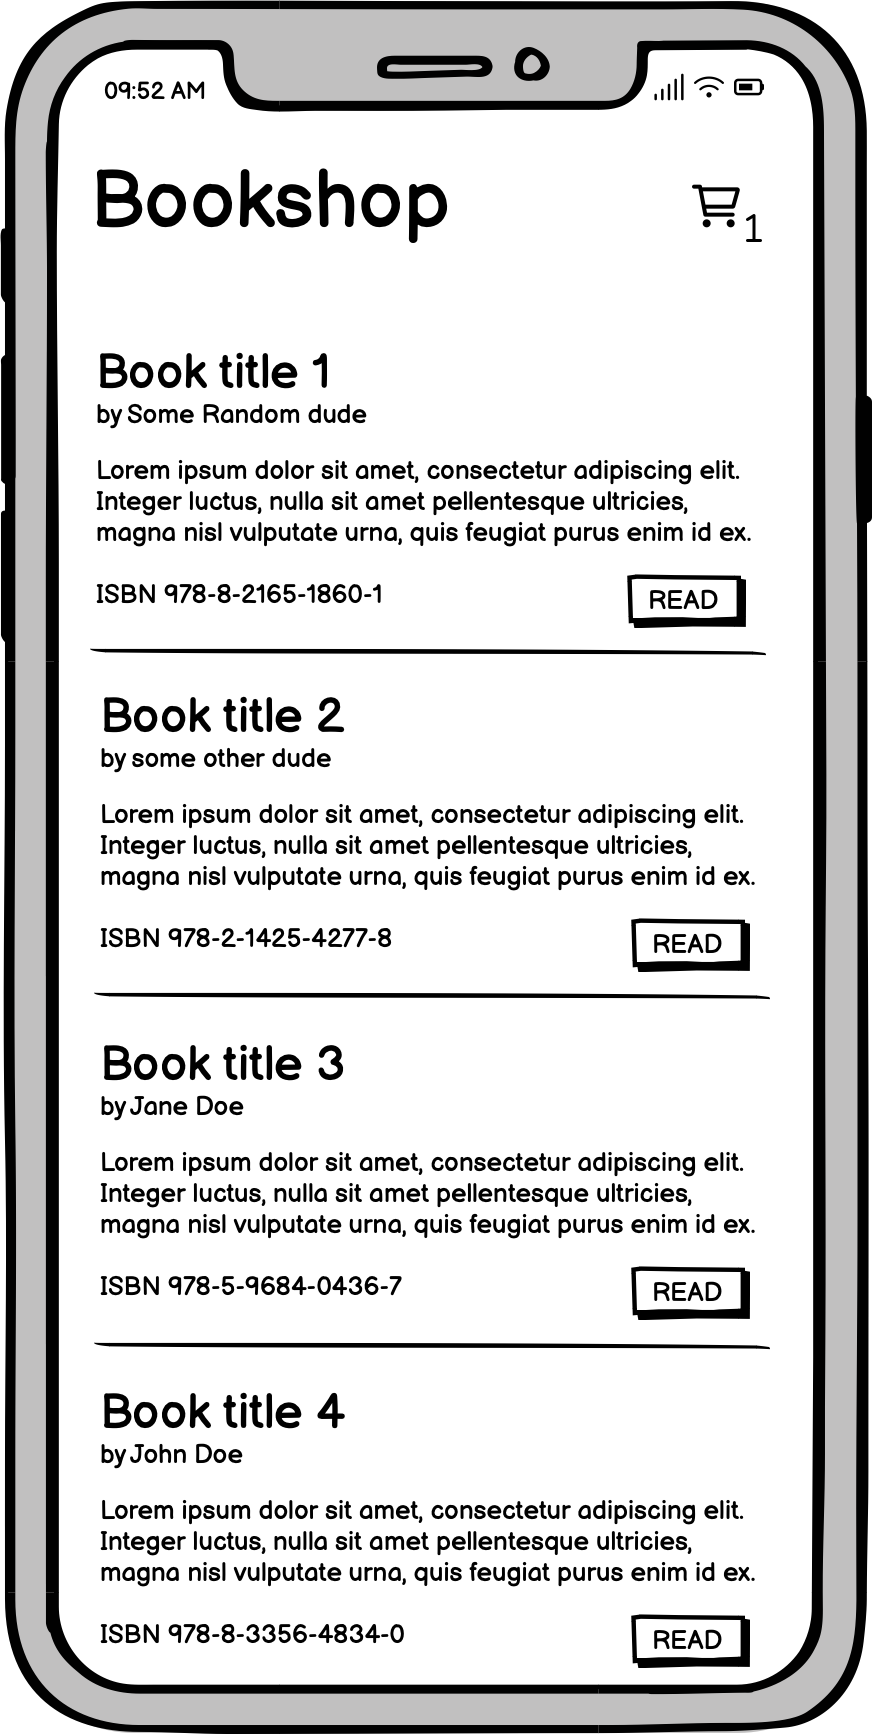 09:52 AM
Bookshop
1
Book title 1
by Some Random dude
Lorem ipsum dolor sit amet, consectetur adipiscing elit.
Integer luctus, nulla sit amet pellentesque ultricies,
magna nisl vulputate urna, quis feugiat purus enim id ex.
ISBN 978-8-2165-1860-1
READ
Book title 2
by some other dude
Lorem ipsum dolor sit amet, consectetur adipiscing elit.
Integer luctus, nulla sit amet pellentesque ultricies,
magna nisl vulputate urna, quis feugiat purus enim id ex.
ISBN 978-2-1425-4277-8
READ
Book title 3
by Jane Doe
Lorem ipsum dolor sit amet, consectetur adipiscing elit.
Integer luctus, nulla sit amet pellentesque ultricies,
magna nisl vulputate urna, quis feugiat purus enim id ex.
ISBN 978-5-9684-0436-7
READ
Book title 4
by John Doe
Lorem ipsum dolor sit amet, consectetur adipiscing elit.
Integer luctus, nulla sit amet pellentesque ultricies,
magna nisl vulputate urna, quis feugiat purus enim id ex.
ISBN 978-8-3356-4834-0
READ